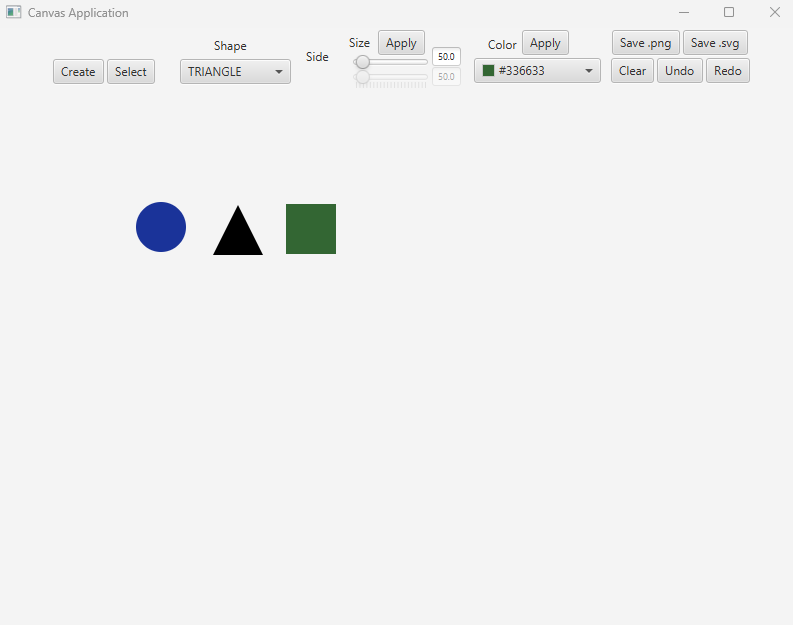 Canvas Application
Create
Select
Shape
TRIANGLE
Side
Size
Apply
50.0
50.0
Color
Apply
#336633
Save .png
Save .svg
Clear
Undo
Redo